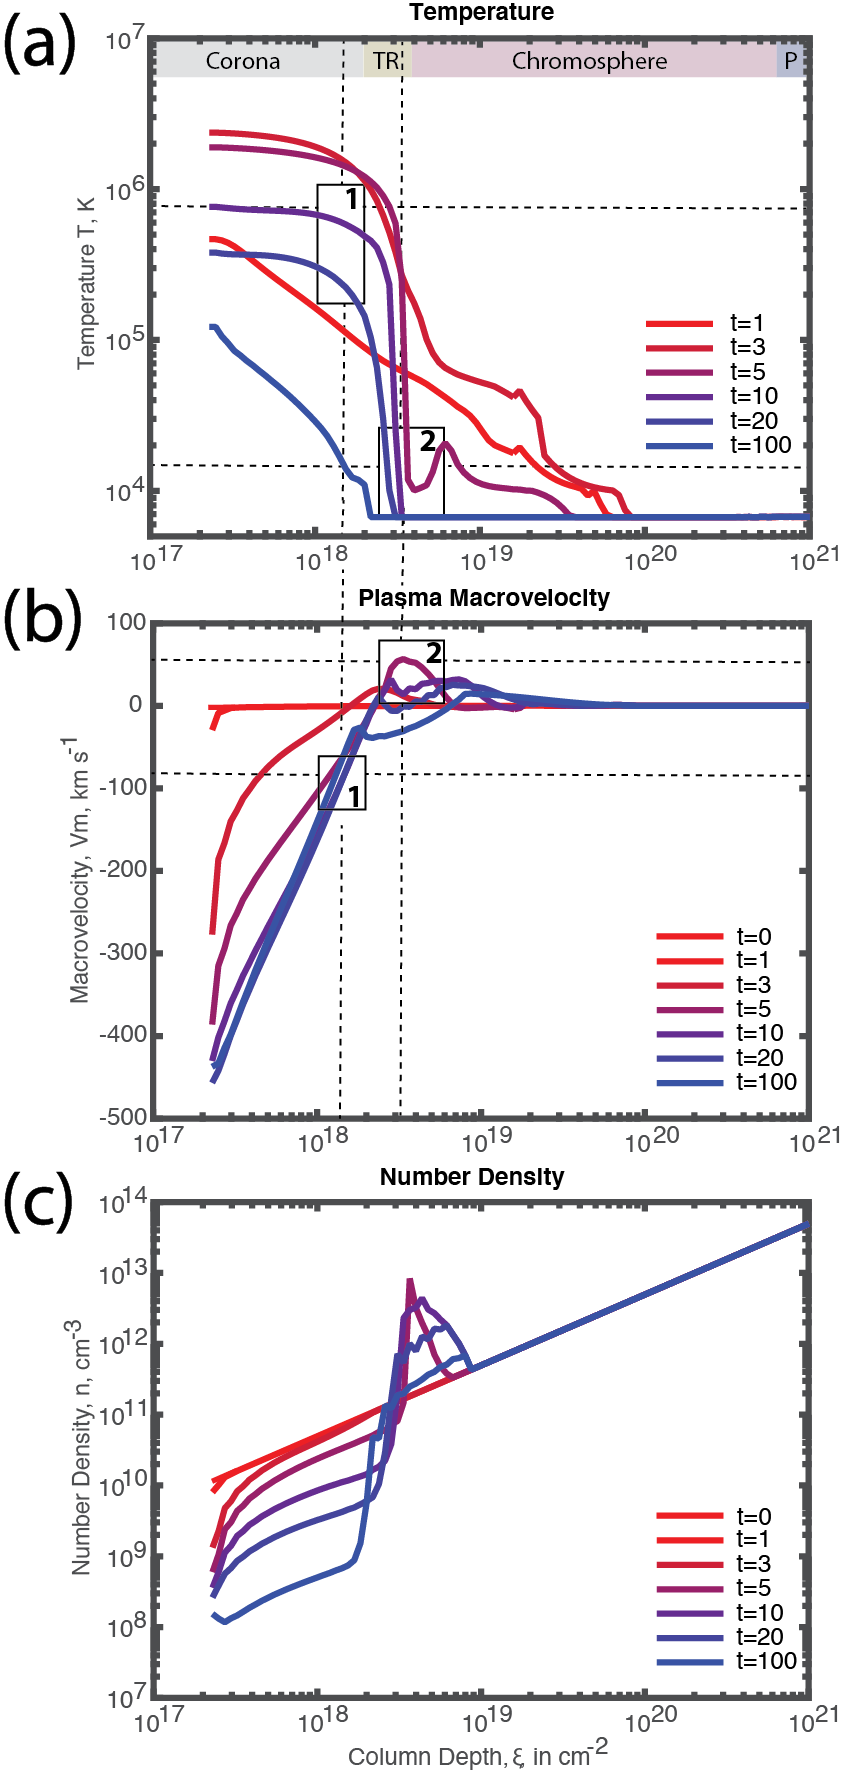 (a)
Temperature
10^7
10^6
10^5
10^4
Temperature T, K
Corona
TR
Chromosphere
P
1
2
t=1
t=3
t=5
t=10
t=20
t=100
10^17
10^18
10^19
10^20
10^21
(b)
Plasma Macrovelocity
100
0
-100
-200
-300
-400
-500
Macrovelocity, Vm, km s^-1
2
1
t=0
t=1
t=3
t=5
t=10
t=20
t=100
10^17
10^18
10^19
10^20
10^21
(c)
Number Density
10^14
10^13
10^12
10^11
10^10
10^9
10^8
10^7
Number Density, n, cm^-3
t=0
t=1
t=3
t=5
t=10
t=20
t=100
10^17
10^18
10^19
10^20
10^21
Column Depth, ξ, in cm^-2